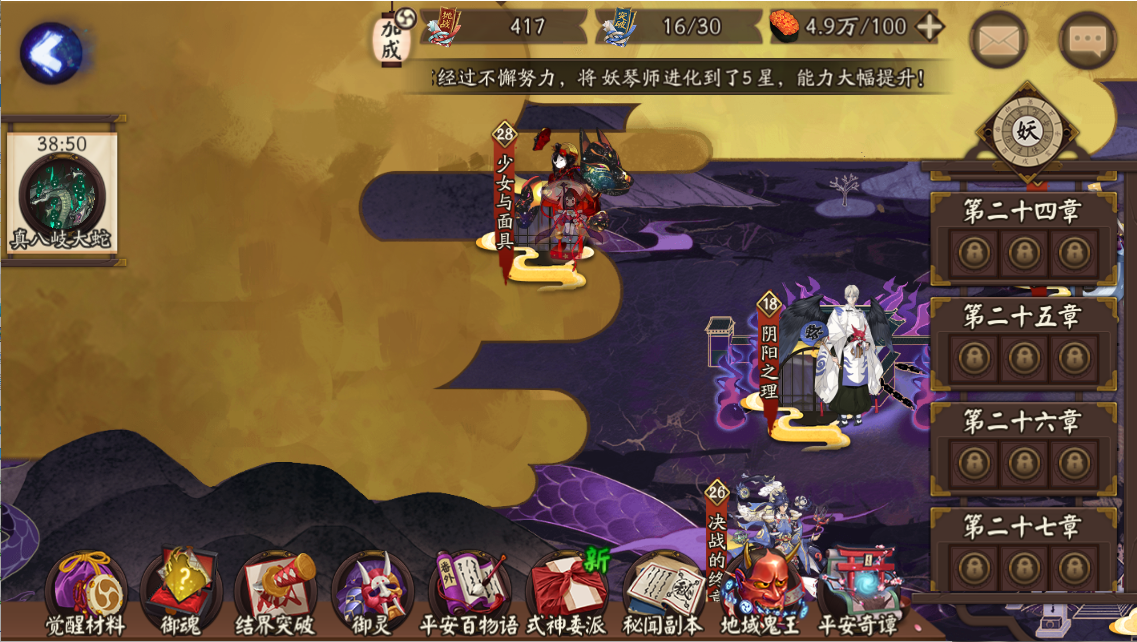 加成
417
16/30
4.9万/100
经过不懈努力，将妖琴师进化到了5星，能力大幅提升！
38:50
真八岐大蛇
妖
28
少女与面具
18
阴阳之理
26
决战的终音
第二十四章
第二十五章
第二十六章
第二十七章
新
觉醒材料
御魂
结界突破
御灵
平安百物语
式神委派
秘闻副本
地域鬼王
平安奇谭